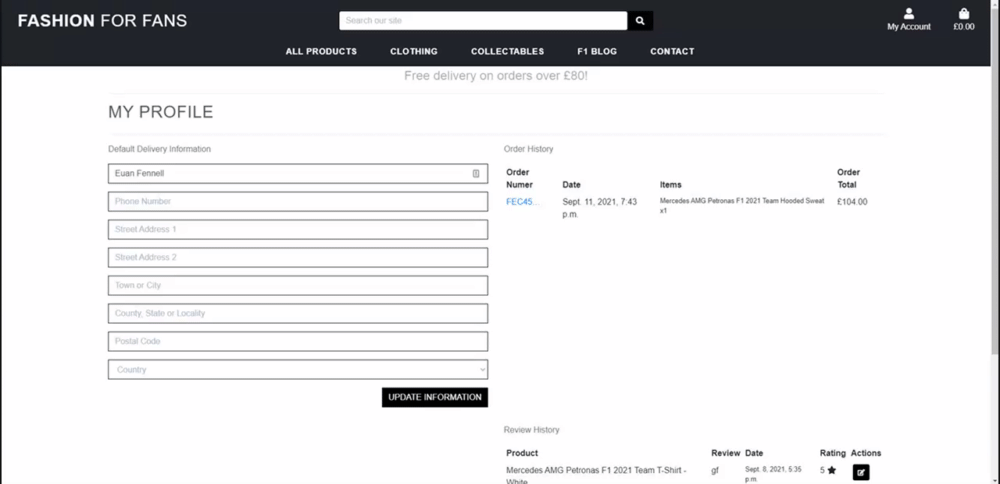 FASHION FOR FANS
Search our site
My Account
£0.00
ALL PRODUCTS CLOTHING COLLECTABLES F1 BLOG CONTACT
Free delivery on orders over £80!
MY PROFILE
Default Delivery Information
Euan Fennell
Phone Number
Street Address 1
Street Address 2
Town or City
County, State or Locality
Postal Code
Country
UPDATE INFORMATION
Order History
Order Numer Date Items Order Total
FEC45... Sept. 11, 2021, 7:43 p.m. Mercedes AMG Petronas F1 2021 Team Hooded Sweat x1 £104.00
Review History
Product Review Date Rating Actions
Mercedes AMG Petronas F1 2021 Team T-Shirt - White gf Sept. 8, 2021, 5:35 p.m. 5